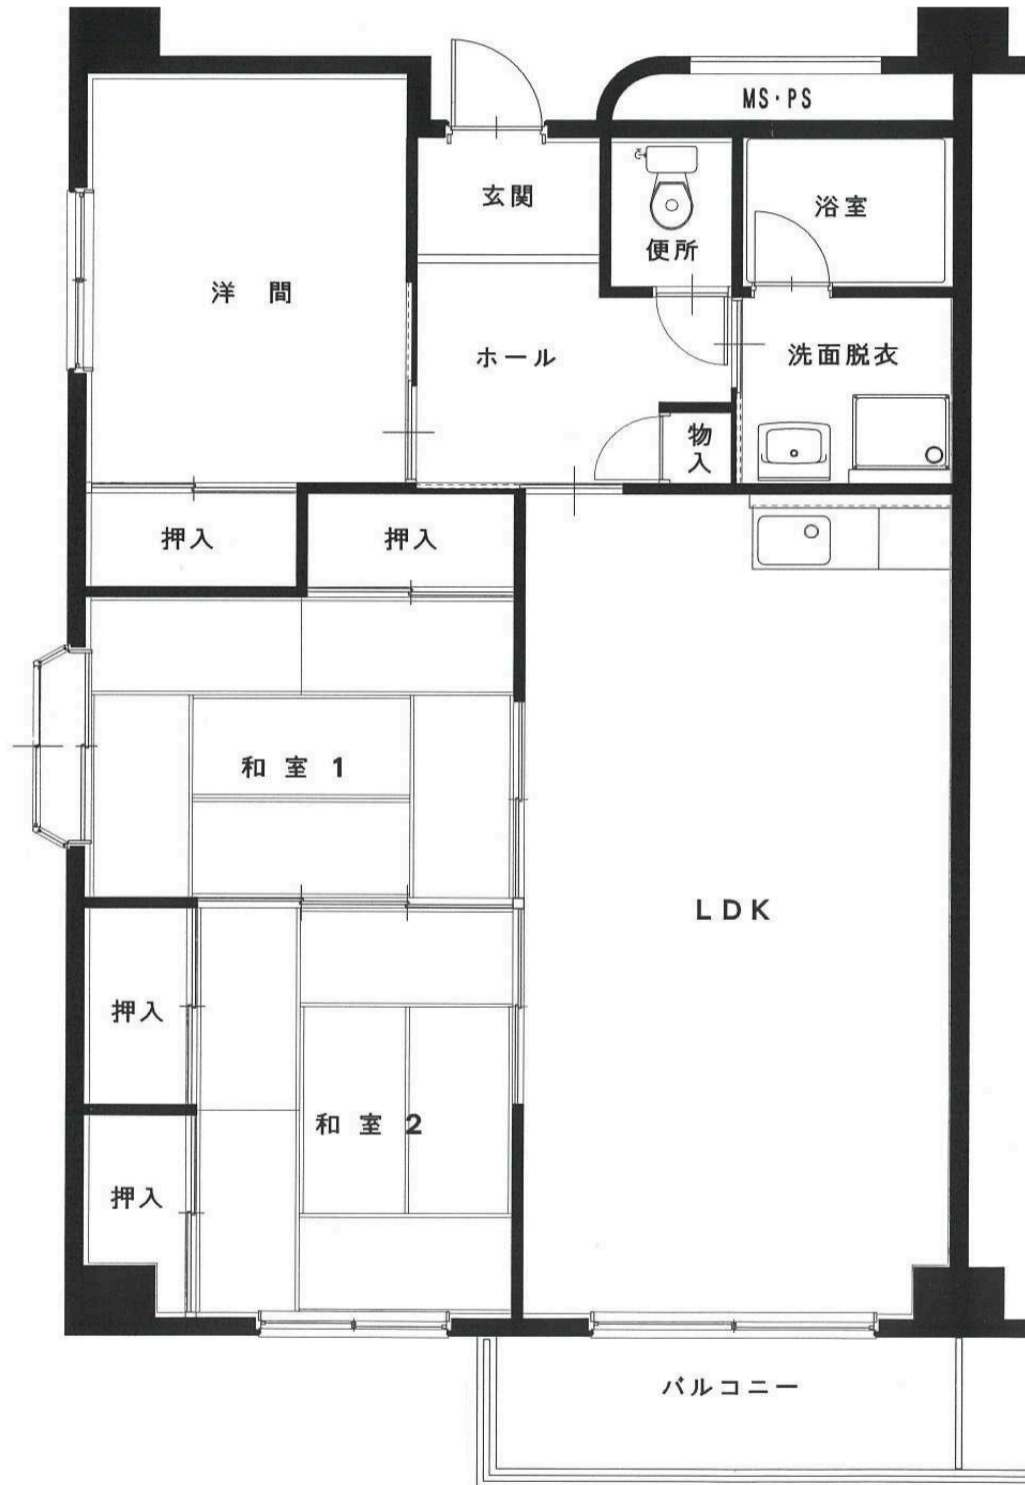 MS・PS
玄関
浴室
便所
洋 間
ホール
洗面脱衣
物入
押入
押入
和 室 1
LDK
押入
和 室 2
押入
バルコニー